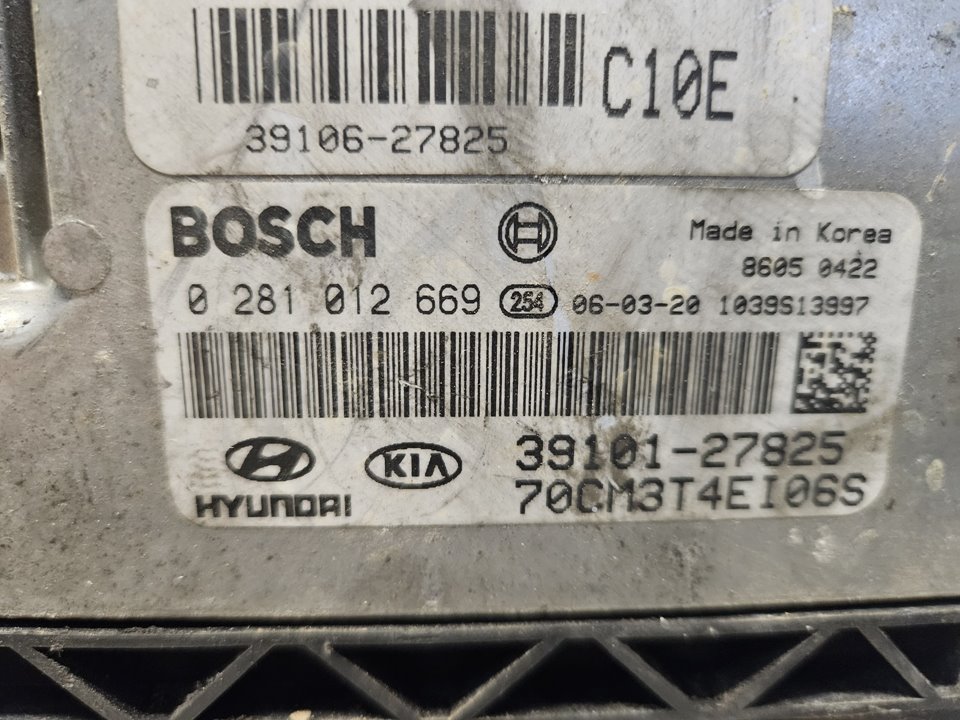 C10E
39106-27825
BOSCH
Made in Korea
8605 0422
0 281 012 669 254 06-03-20 1039S13997
HYUNDAI KIA 39101-27825
70CM3T4EI06S